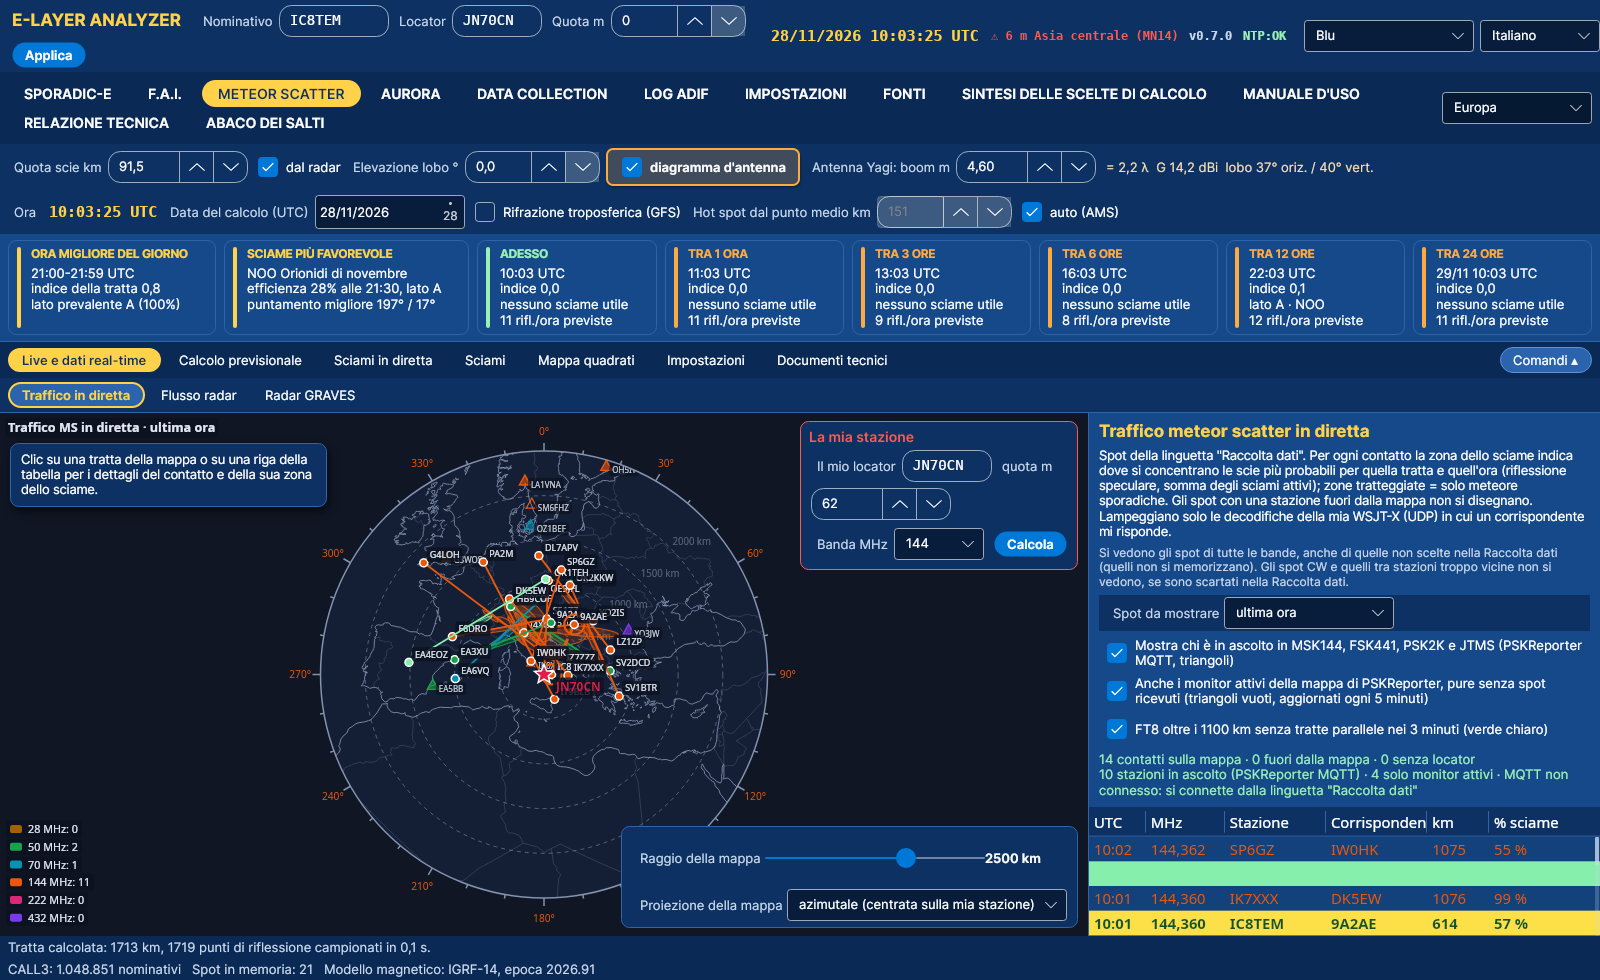 E-LAYER ANALYZER
Nominativo IC8TEM Locator JN70CN Quota m 0
28/11/2026 10:03:25 UTC ⚠ 6 m Asia centrale (MN14) v0.7.0 NTP:OK Blu Italiano
Applica
SPORADIC-E F.A.I. METEOR SCATTER AURORA DATA COLLECTION LOG ADIF IMPOSTAZIONI FONTI SINTESI DELLE SCELTE DI CALCOLO MANUALE D'USO
Europa
RELAZIONE TECNICA ABACO DEI SALTI
Quota scie km 91,5 dal radar Elevazione lobo ° 0,0 diagramma d'antenna Antenna Yagi: boom m 4,60 = 2,2 λ G 14,2 dBi lobo 37° oriz. / 40° vert.
Ora 10:03:25 UTC Data del calcolo (UTC) 28/11/2026 28 Rifrazione troposferica (GFS) Hot spot dal punto medio km 151 auto (AMS)
ORA MIGLIORE DEL GIORNO
21:00-21:59 UTC
indice della tratta 0,8
lato prevalente A (100%)
SCIAME PIÙ FAVOREVOLE
NOO Orionidi di novembre
efficienza 28% alle 21:30, lato A
puntamento migliore 197° / 17°
ADESSO
10:03 UTC
indice 0,0
nessuno sciame utile
11 rifl./ora previste
TRA 1 ORA
11:03 UTC
indice 0,0
nessuno sciame utile
11 rifl./ora previste
TRA 3 ORE
13:03 UTC
indice 0,0
nessuno sciame utile
9 rifl./ora previste
TRA 6 ORE
16:03 UTC
indice 0,0
nessuno sciame utile
8 rifl./ora previste
TRA 12 ORE
22:03 UTC
indice 0,1
lato A · NOO
12 rifl./ora previste
TRA 24 ORE
29/11 10:03 UTC
indice 0,0
nessuno sciame utile
11 rifl./ora previste
Live e dati real-time Calcolo previsionale Sciami in diretta Sciami Mappa quadrati Impostazioni Documenti tecnici Comandi ▴
Traffico in diretta Flusso radar Radar GRAVES
Traffico MS in diretta · ultima ora
Clic su una tratta della mappa o su una riga della
tabella per i dettagli del contatto e della sua zona
dello sciame.
0°
330° 30°
LA1VNA
SM6FHZ
OZ1BEF
2000 km
300° G4LOH PA2M DL7APV 60°
SP6GZ
1500 km
DK5EW
1000 km
9A2AE
F6DRO
LZ1ZP
EA4EOZ EA3XU IW0HK 77777 SV2DCD
270° EA6VQ IC8 IK7XXX 90°
EA5BB JN70CN SV1BTR
240° 120°
210°
180°
La mia stazione
Il mio locator JN70CN quota m
62
Banda MHz 144 Calcola
28 MHz: 0
50 MHz: 2
70 MHz: 1
144 MHz: 11
222 MHz: 0
432 MHz: 0
Raggio della mappa 2500 km
Proiezione della mappa azimutale (centrata sulla mia stazione)
Traffico meteor scatter in diretta
Spot della linguetta "Raccolta dati". Per ogni contatto la zona dello sciame indica
dove si concentrano le scie più probabili per quella tratta e quell'ora (riflessione
speculare, somma degli sciami attivi); zone tratteggiate = solo meteore
sporadiche. Gli spot con una stazione fuori dalla mappa non si disegnano.
Lampeggiano solo le decodifiche della mia WSJT-X (UDP) in cui un corrispondente
mi risponde.
Si vedono gli spot di tutte le bande, anche di quelle non scelte nella Raccolta dati
(quelli non si memorizzano). Gli spot CW e quelli tra stazioni troppo vicine non si
vedono, se sono scartati nella Raccolta dati.
Spot da mostrare ultima ora
Mostra chi è in ascolto in MSK144, FSK441, PSK2K e JTMS (PSKReporter
MQTT, triangoli)
Anche i monitor attivi della mappa di PSKReporter, pure senza spot
ricevuti (triangoli vuoti, aggiornati ogni 5 minuti)
FT8 oltre i 1100 km senza tratte parallele nei 3 minuti (verde chiaro)
14 contatti sulla mappa · 0 fuori dalla mappa · 0 senza locator
10 stazioni in ascolto (PSKReporter MQTT) · 4 solo monitor attivi · MQTT non
connesso: si connette dalla linguetta "Raccolta dati"
UTC MHz Stazione Corrisponden km % sciame
10:02 144,362 SP6GZ IW0HK 1075 55 %
10:01 144,360 IK7XXX DK5EW 1076 99 %
10:01 144,360 IC8TEM 9A2AE 614 57 %
Tratta calcolata: 1713 km, 1719 punti di riflessione campionati in 0,1 s.
CALL3: 1.048.851 nominativi Spot in memoria: 21 Modello magnetico: IGRF-14, epoca 2026.91